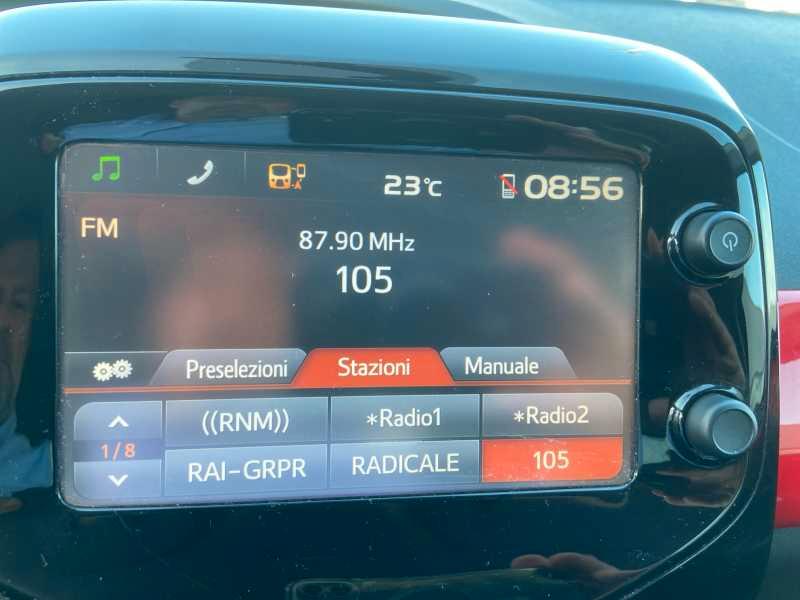 23°C 08:56
FM
87.90 MHz
105
Preselezioni Stazioni Manuale
((RNM)) *Radio1 *Radio2
1/8
RAI-GRPR RADICALE 105